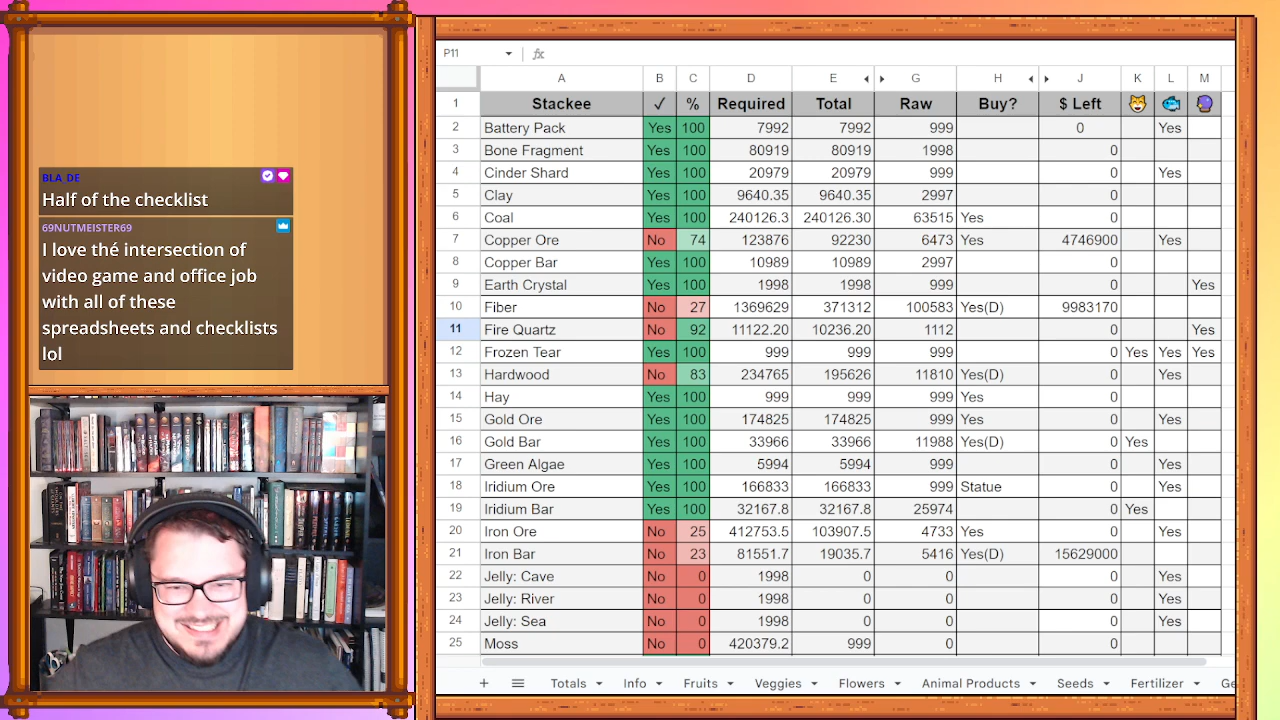 BLA_DE
Half of the checklist
69NUTMEISTER69
I love thé intersection of
video game and office job
with all of these
spreadsheets and checklists
lol
P11 fx
A B C D E G H J K L M
1 Stackee ✓ % Required Total Raw Buy? $ Left
2 Battery Pack Yes 100 7992 7992 999 0 Yes
3 Bone Fragment Yes 100 80919 80919 1998 0
4 Cinder Shard Yes 100 20979 20979 999 0 Yes
5 Clay Yes 100 9640.35 9640.35 2997 0
6 Coal Yes 100 240126.3 240126.30 63515 Yes 0
7 Copper Ore No 74 123876 92230 6473 Yes 4746900 Yes
8 Copper Bar Yes 100 10989 10989 2997 0
9 Earth Crystal Yes 100 1998 1998 999 0 Yes
10 Fiber No 27 1369629 371312 100583 Yes(D) 9983170
11 Fire Quartz No 92 11122.20 10236.20 1112 0 Yes
12 Frozen Tear Yes 100 999 999 999 0 Yes Yes Yes
13 Hardwood No 83 234765 195626 11810 Yes(D) 0 Yes
14 Hay Yes 100 999 999 999 Yes 0
15 Gold Ore Yes 100 174825 174825 999 Yes 0 Yes
16 Gold Bar Yes 100 33966 33966 11988 Yes(D) 0 Yes
17 Green Algae Yes 100 5994 5994 999 0 Yes
18 Iridium Ore Yes 100 166833 166833 999 Statue 0 Yes
19 Iridium Bar Yes 100 32167.8 32167.8 25974 0 Yes
20 Iron Ore No 25 412753.5 103907.5 4733 Yes 0 Yes
21 Iron Bar No 23 81551.7 19035.7 5416 Yes(D) 15629000 Yes
22 Jelly: Cave No 0 1998 0 0 0 Yes
23 Jelly: River No 0 1998 0 0 0 Yes
24 Jelly: Sea No 0 1998 0 0 0 Yes
25 Moss No 0 420379.2 999 0 0
+ Totals Info Fruits Veggies Flowers Animal Products Seeds Fertilizer Ge